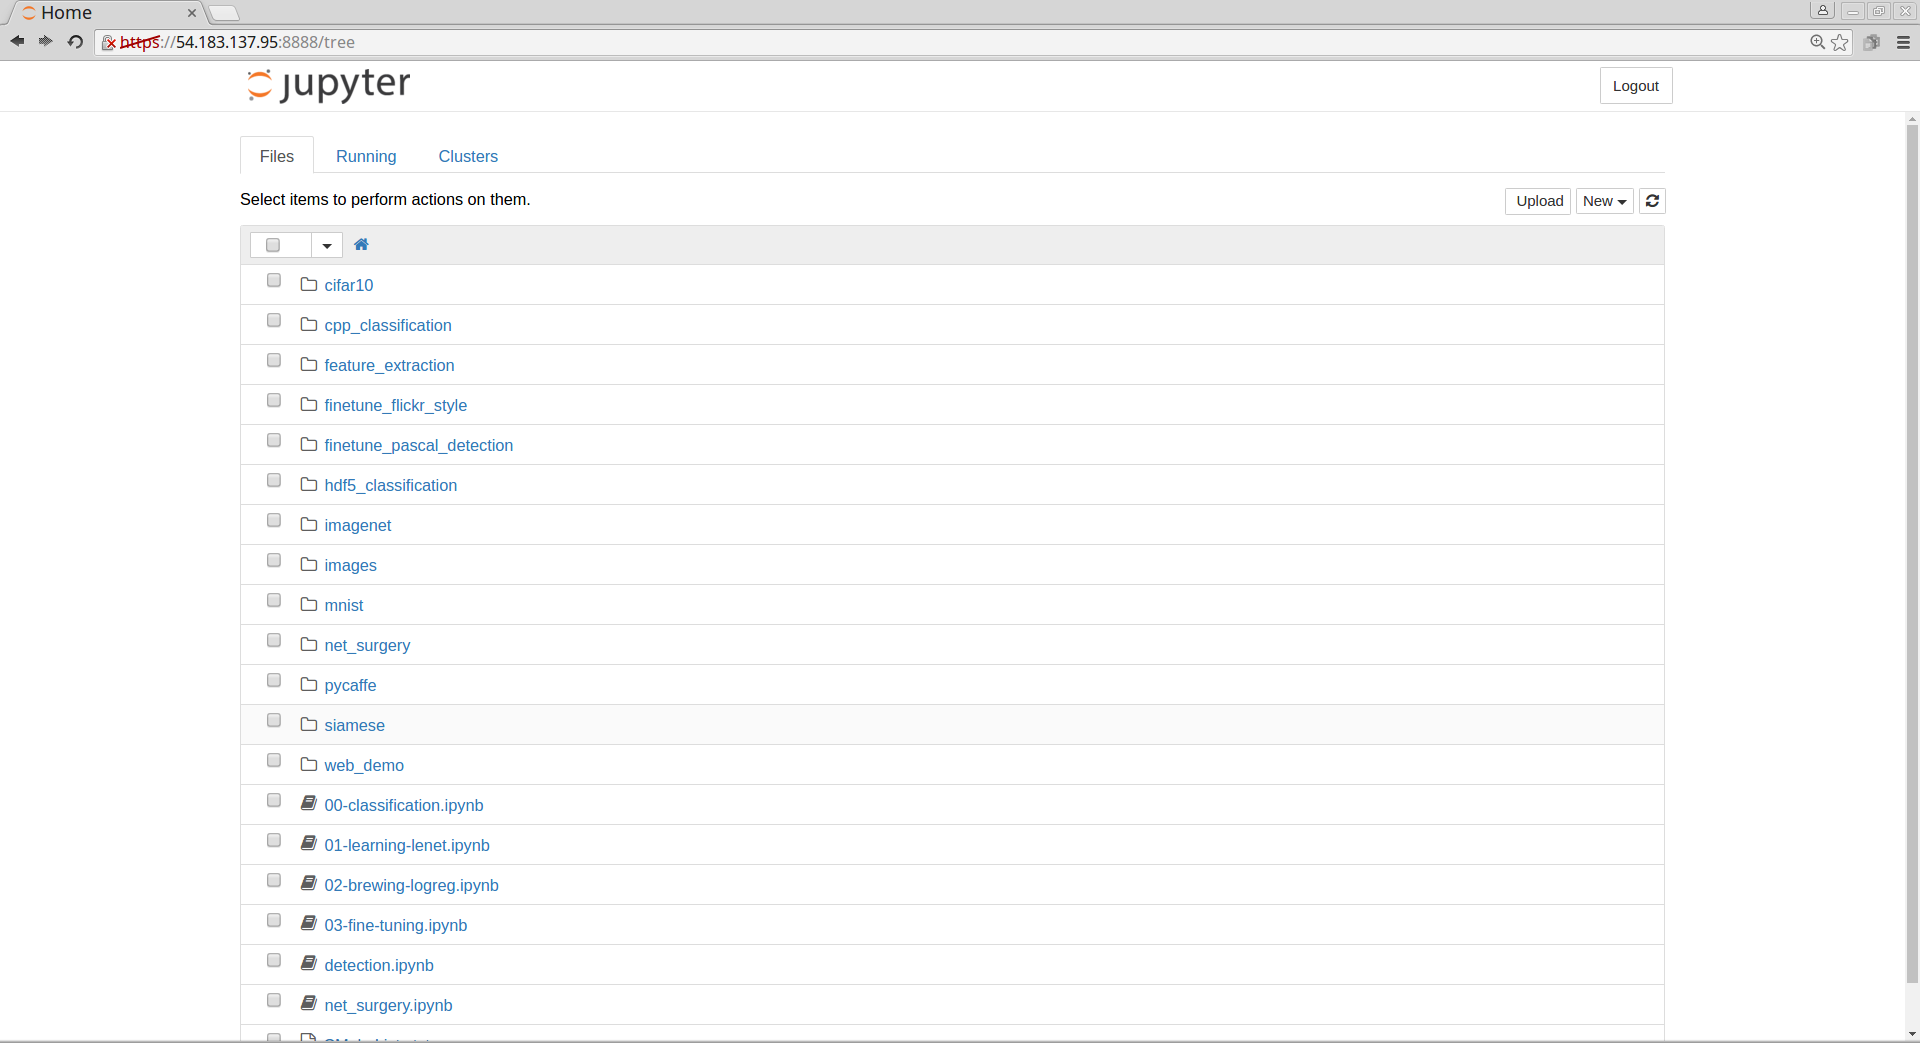 Home
https://54.183.137.95:8888/tree
jupyter
Logout
Files Running Clusters
Select items to perform actions on them.
Upload New
cifar10
cpp_classification
feature_extraction
finetune_flickr_style
finetune_pascal_detection
hdf5_classification
imagenet
images
mnist
net_surgery
pycaffe
siamese
web_demo
00-classification.ipynb
01-learning-lenet.ipynb
02-brewing-logreg.ipynb
03-fine-tuning.ipynb
detection.ipynb
net_surgery.ipynb